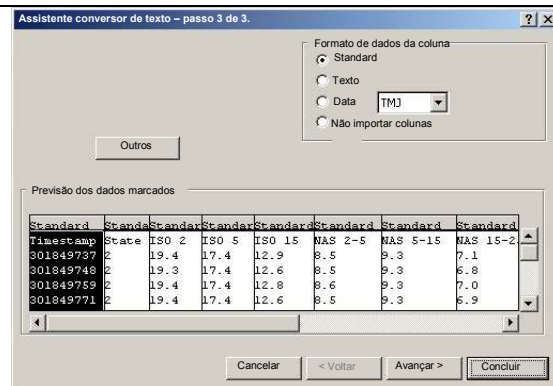 Assistente conversor de texto – passo 3 de 3.
Formato de dados da coluna
Standard
Texto
Data TMJ
Não importar colunas
Outros
Previsão dos dados marcados
Standard Standa Standar Standar Standard Standard Standard Standard
Timestamp State ISO 2 ISO 5 ISO 15 NAS 2-5 NAS 5-15 NAS 15-2
301849737 2 19.4 17.4 12.9 8.5 9.3 7.1
301849748 2 19.3 17.4 12.6 8.5 9.3 6.8
301849759 2 19.4 17.4 12.8 8.6 9.3 7.0
301849771 2 19.4 17.4 12.6 8.5 9.3 6.9
Cancelar < Voltar Avançar > Concluir